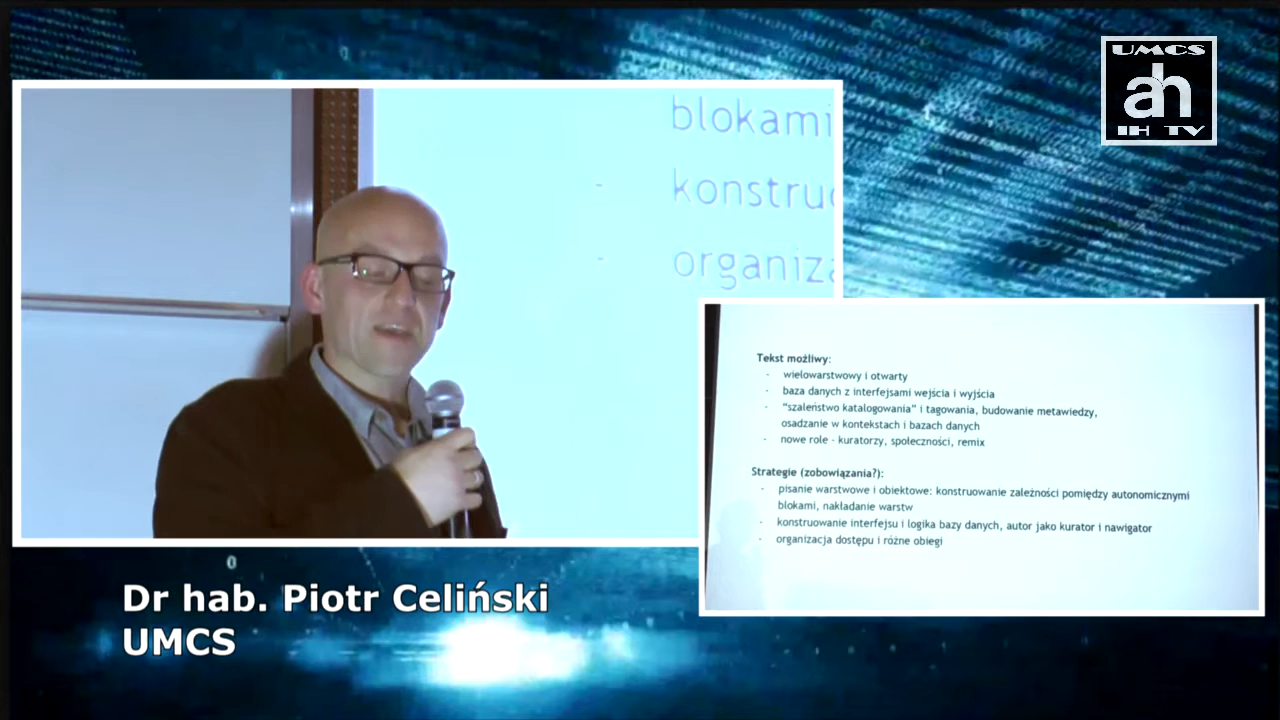 UMCS
ah
IH TV
blokami
- konstruc
- organiza
Tekst możliwy:
- wielowarstwowy i otwarty
- baza danych z interfejsami wejścia i wyjścia
- "szaleństwo katalogowania" i tagowania, budowanie metawiedzy,
osadzanie w kontekstach i bazach danych
- nowe role - kuratorzy, społeczności, remix
Strategie (zobowiązania?):
- pisanie warstwowe i obiektowe: konstruowanie zależności pomiędzy autonomicznymi
blokami, nakładanie warstw
- konstruowanie interfejsu i logika bazy danych, autor jako kurator i nawigator
- organizacja dostępu i różne obiegi
Dr hab. Piotr Celiński
UMCS